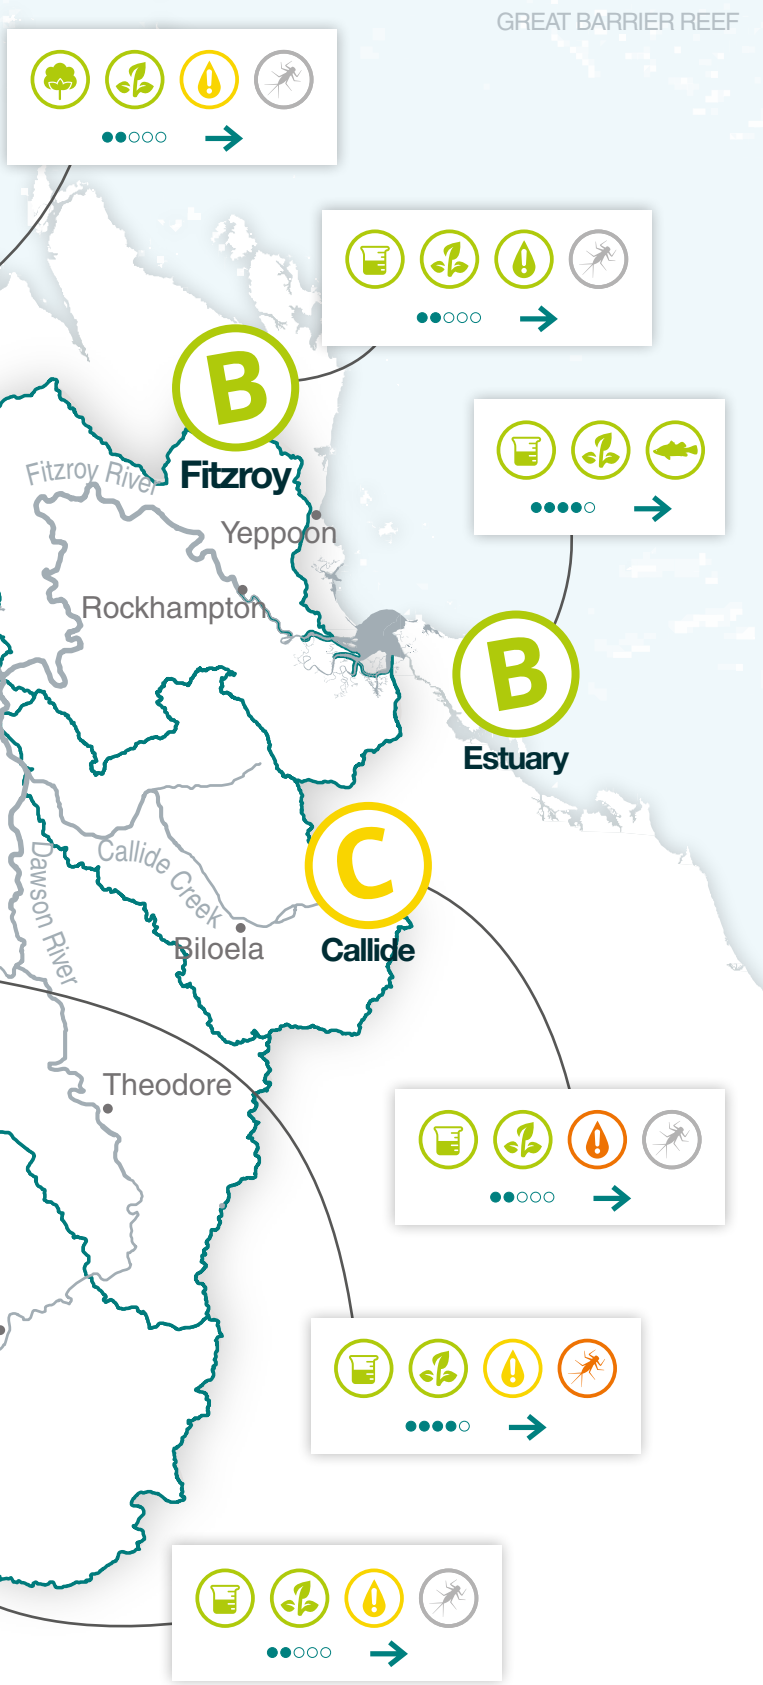 GREAT BARRIER REEF
B
Fitzroy River
Fitzroy
Yeppoon
Rockhampton
B
Estuary
C
Callide Creek
Dawson River
Biloela
Callide
Theodore